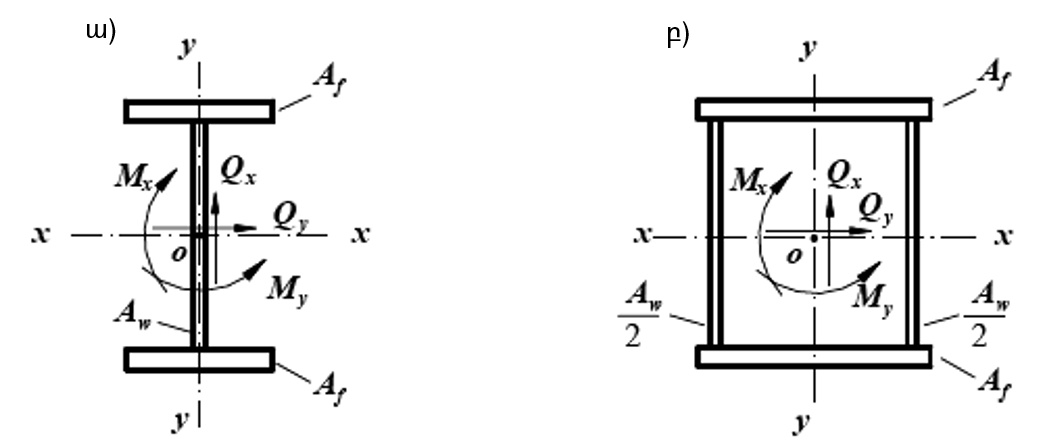 ա)
y
A_f
M_x
Q_x
Q_y
x
x
o
M_y
A_w
A_f
y
բ)
y
A_f
M_x
Q_x
Q_y
x
x
o
M_y
A_w
2
A_w
2
A_f
y